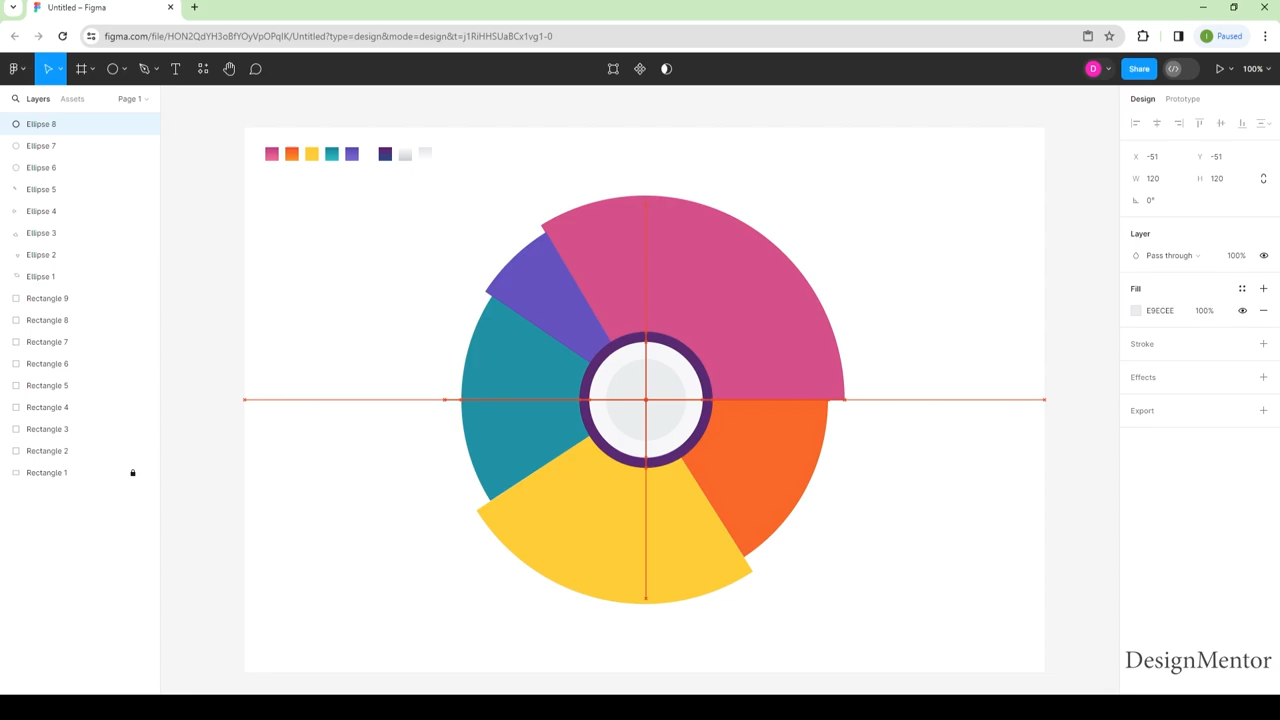 Untitled – Figma
figma.com/file/HON2QdYH3oBfYOyVpOPqIK/Untitled?type=design&mode=design&t=j1RiHHSUaBCx1vg1-0
Paused
D
Share
100%
Layers
Assets
Page 1
Design
Prototype
Ellipse 8
Ellipse 7
Ellipse 6
Ellipse 5
Ellipse 4
Ellipse 3
Ellipse 2
Ellipse 1
Rectangle 9
Rectangle 8
Rectangle 7
Rectangle 6
Rectangle 5
Rectangle 4
Rectangle 3
Rectangle 2
Rectangle 1
X -51 Y -51
W 120 H 120
0°
Layer
Pass through 100%
Fill
E9ECEE 100%
Stroke
Effects
Export
DesignMentor